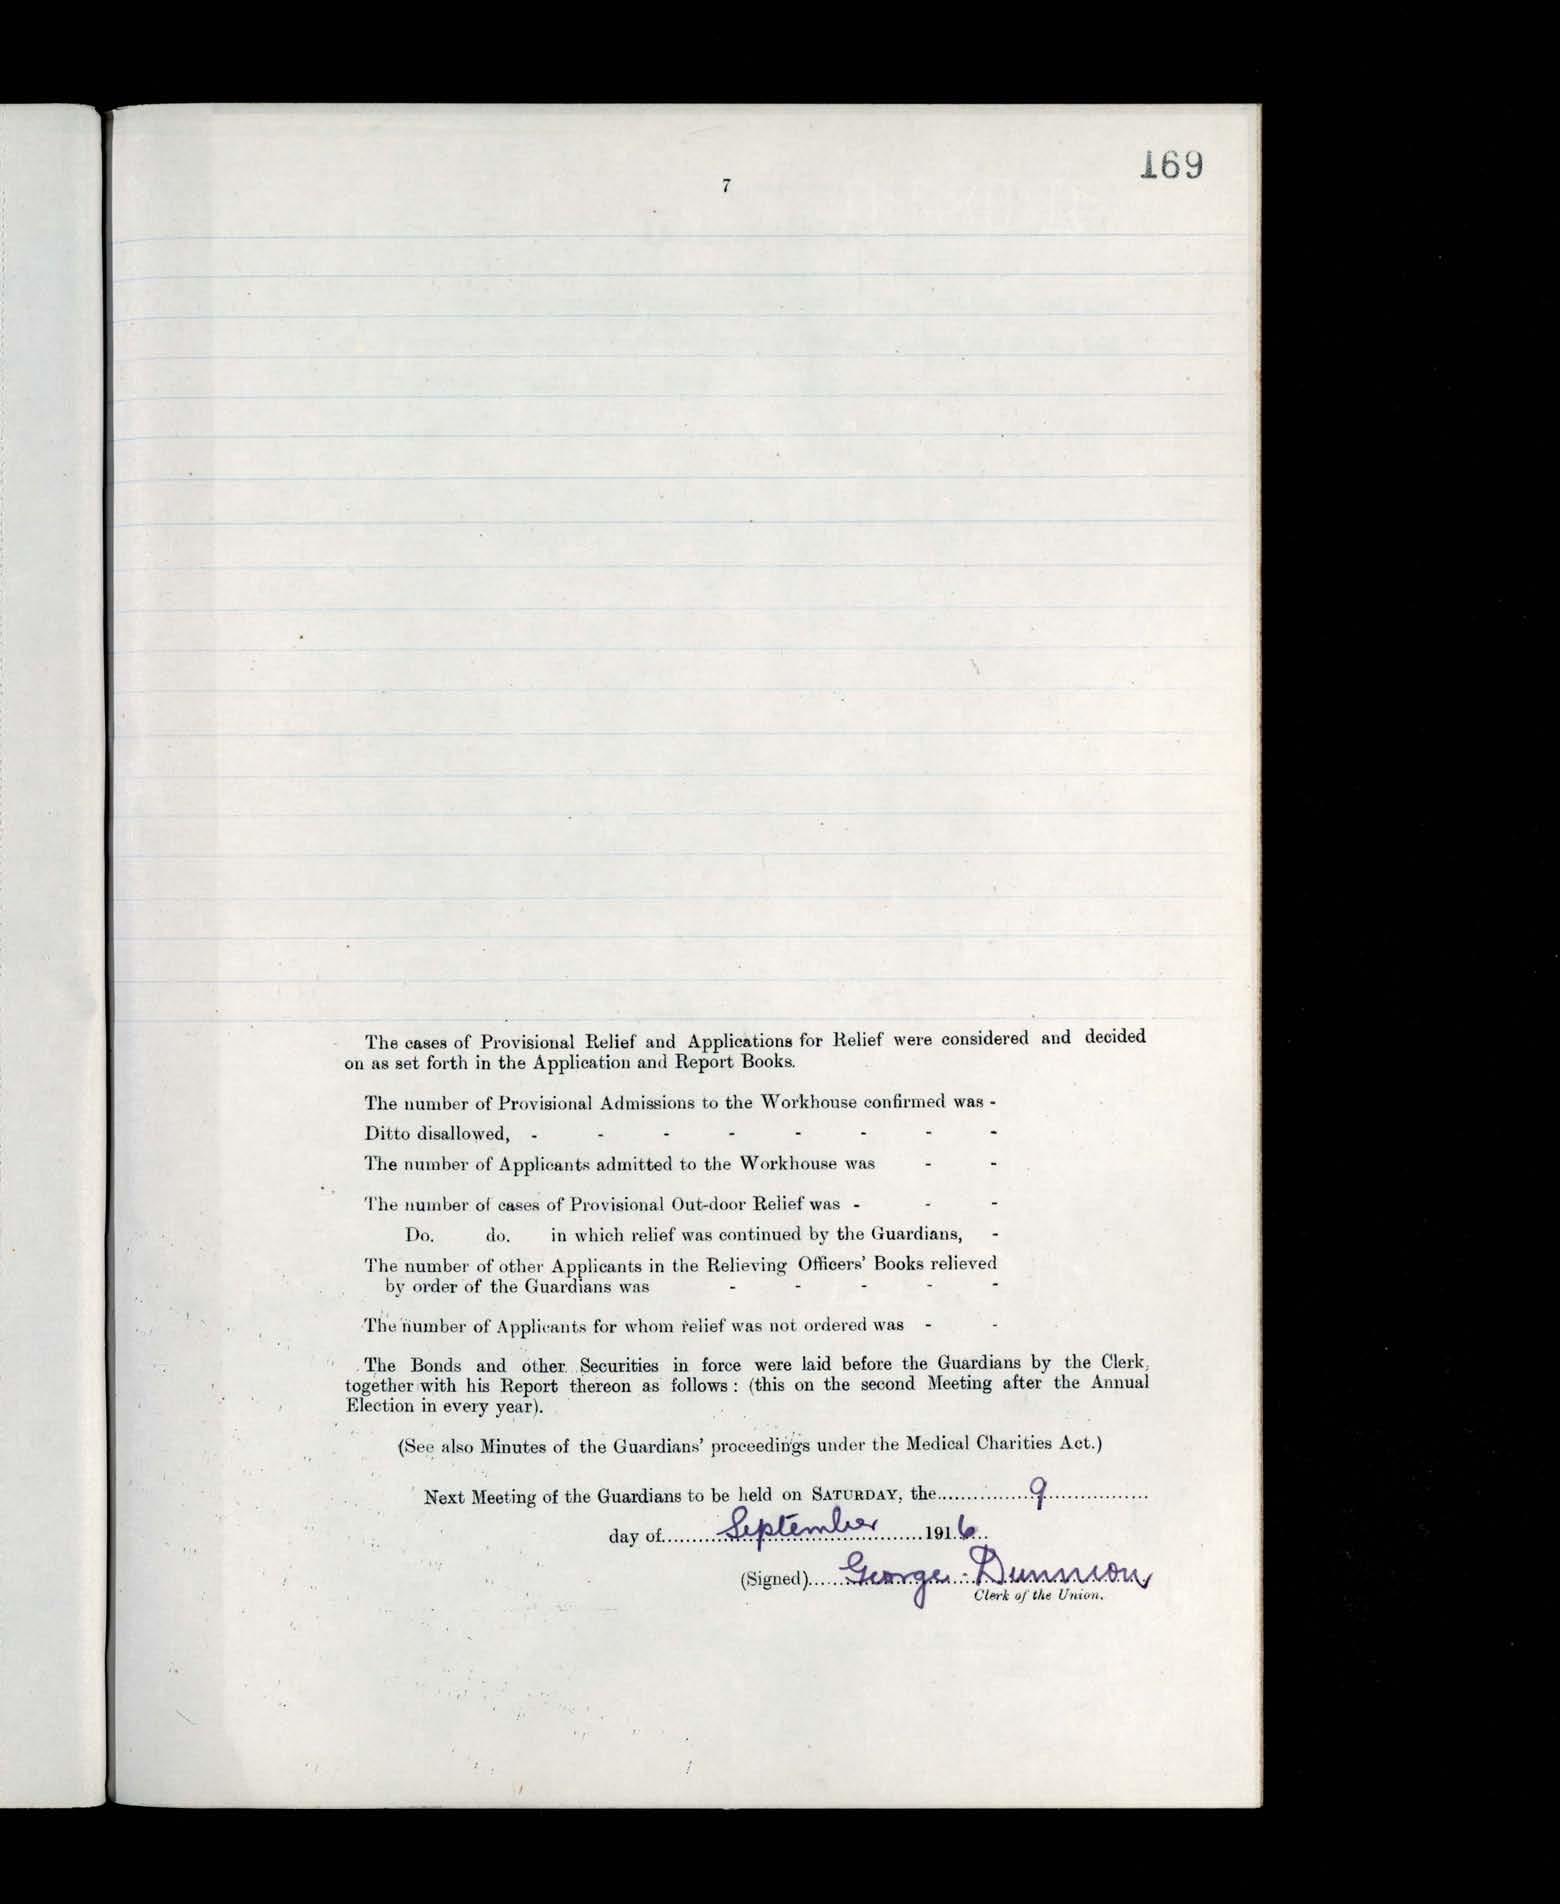 169
7
The cases of Provisional Relief and Applications for Relief were considered and decided
on as set forth in the Application and Report Books.
The number of Provisional Admissions to the Workhouse confirmed was -
Ditto disallowed, - - - - - - - -
The number of Applicants admitted to the Workhouse was - -
The number of cases of Provisional Out-door Relief was - - -
Do. do. in which relief was continued by the Guardians, -
The number of other Applicants in the Relieving Officers' Books relieved
by order of the Guardians was - - - - -
The number of Applicants for whom relief was not ordered was - -
The Bonds and other Securities in force were laid before the Guardians by the Clerk,
together with his Report thereon as follows : (this on the second Meeting after the Annual
Election in every year).
(See also Minutes of the Guardians' proceedings under the Medical Charities Act.)
Next Meeting of the Guardians to be held on SATURDAY, the 9
day of September 1916
(Signed) George Dunnion
Clerk of the Union.